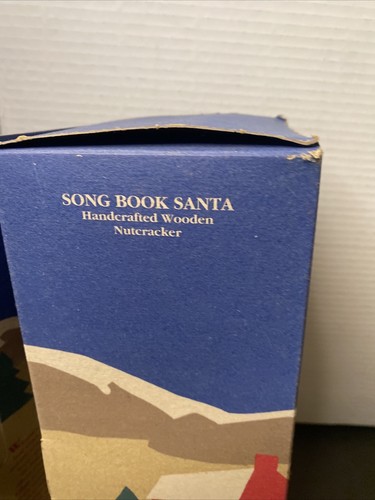 SONG BOOK SANTA
Handcrafted Wooden
Nutcracker